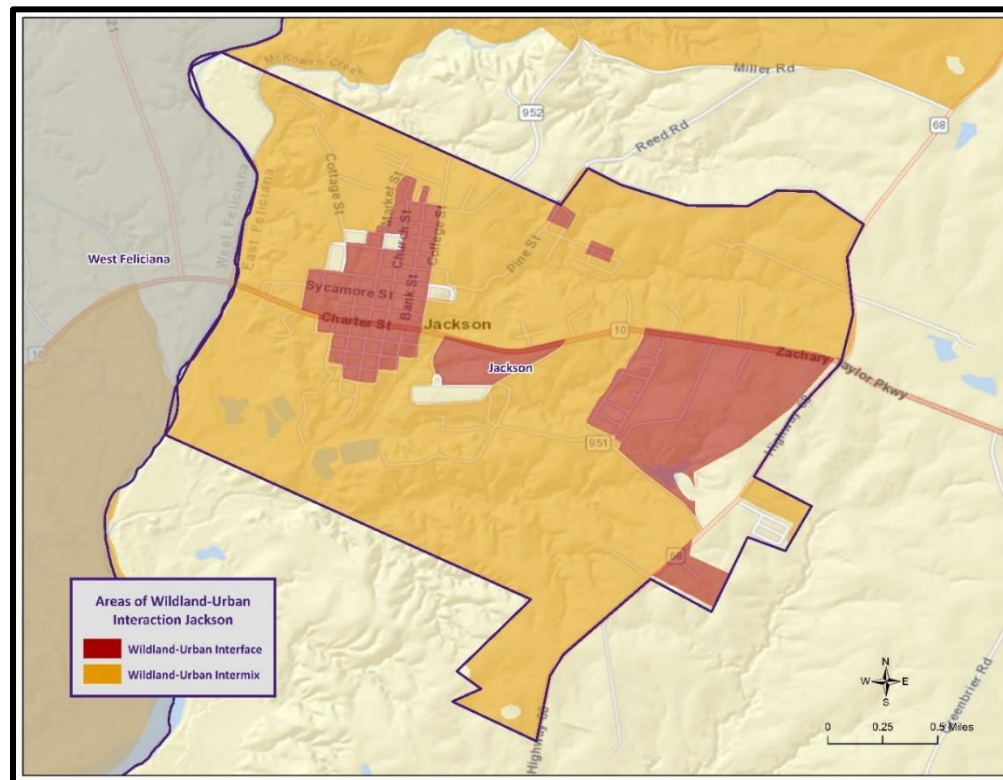 21
McKowen Creek
Miller Rd
952
68
Reed Rd
Cottage St
Market St
Church St
College St
West Feliciana
East Feliciana
Pine St
West Feliciana
Sycamore St
Bank St
Charter St
Jackson
10
Zachary Taylor Pkwy
Jackson
10
Highway 68
951
68
Areas of Wildland-Urban
Interaction Jackson
Wildland-Urban Interface
Wildland-Urban Intermix
N
W E
S
Greenbrier Rd
0 0.25 0.5 Miles
Highway 68